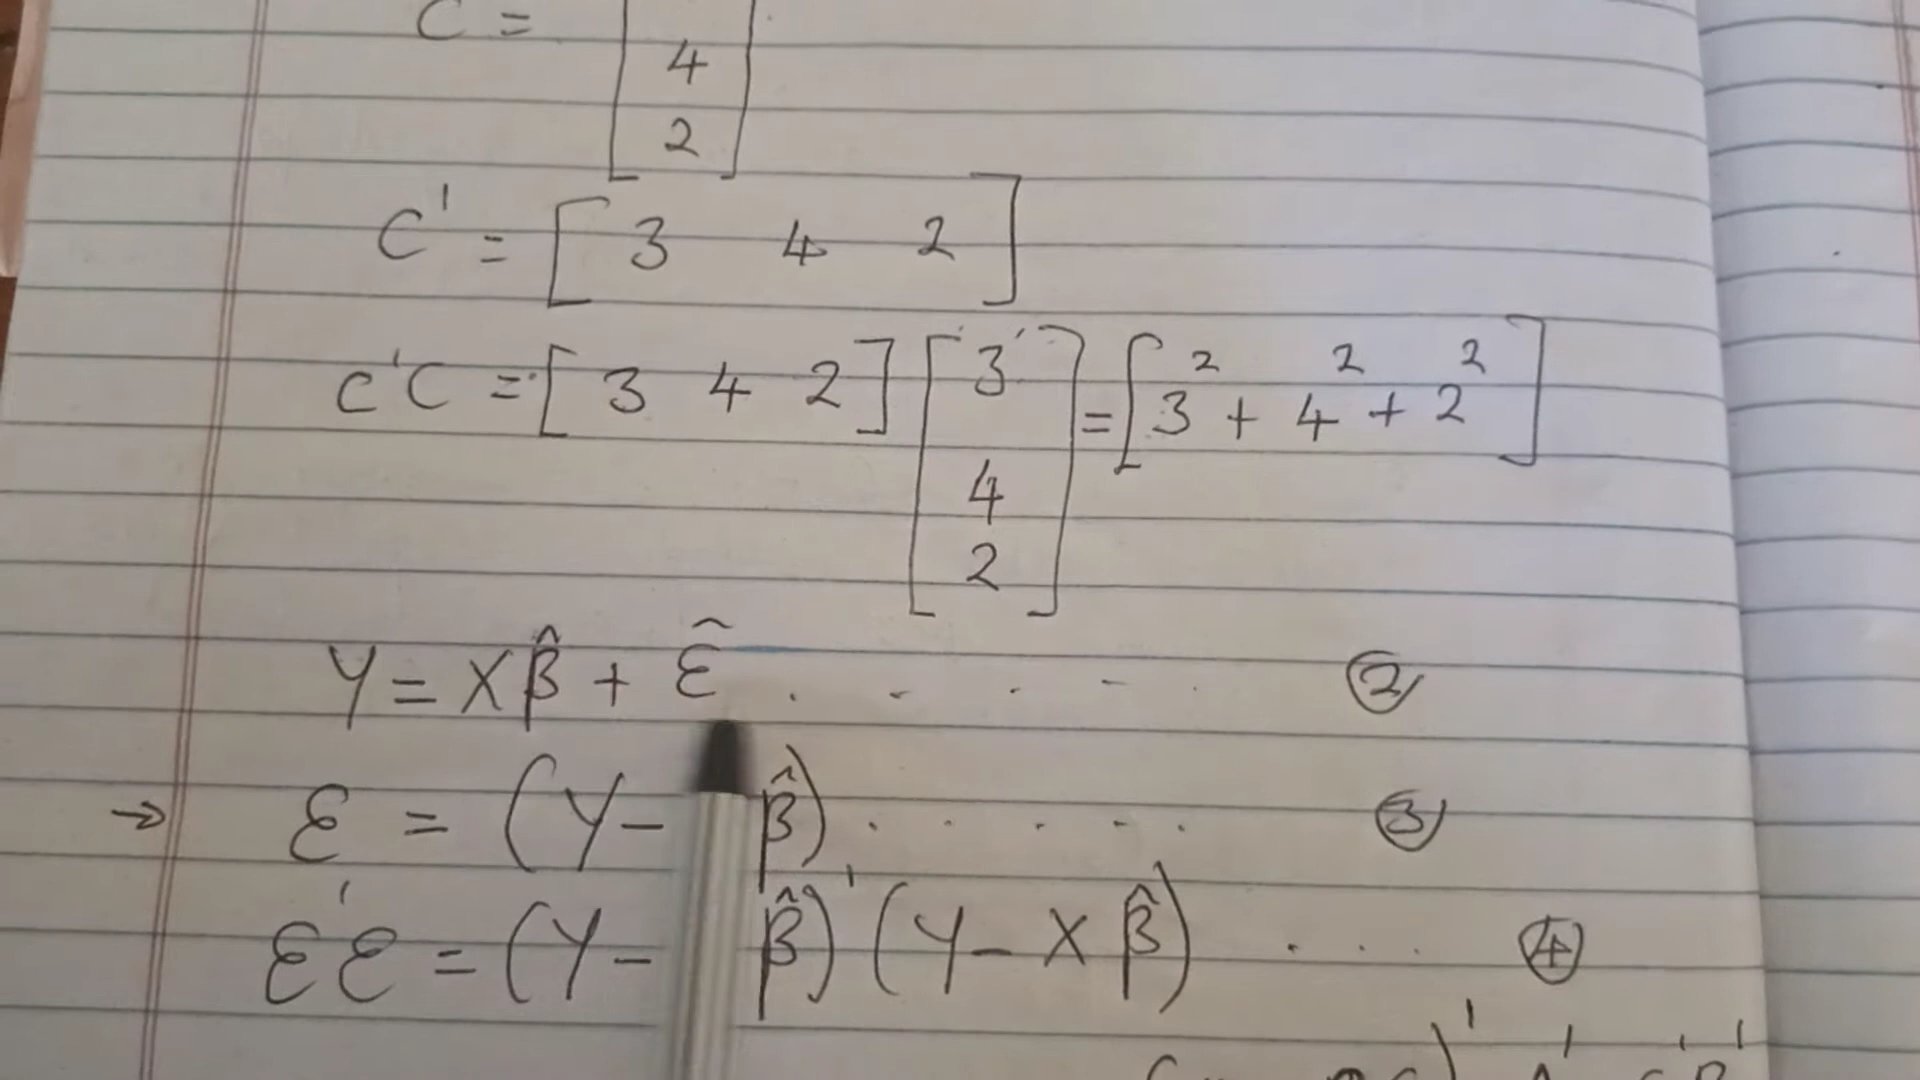 C =
4
2
C' = [ 3 4 2 ]
C'C = [ 3 4 2 ] [ 3 4 2 ] = [ 3² + 4² + 2² ]
Y = Xβ̂ + ε̂ . - . - . ②
→ ε = (Y - β̂) . . . . . ③
ε'ε = (Y - β̂)' (Y - Xβ̂) . . . ④